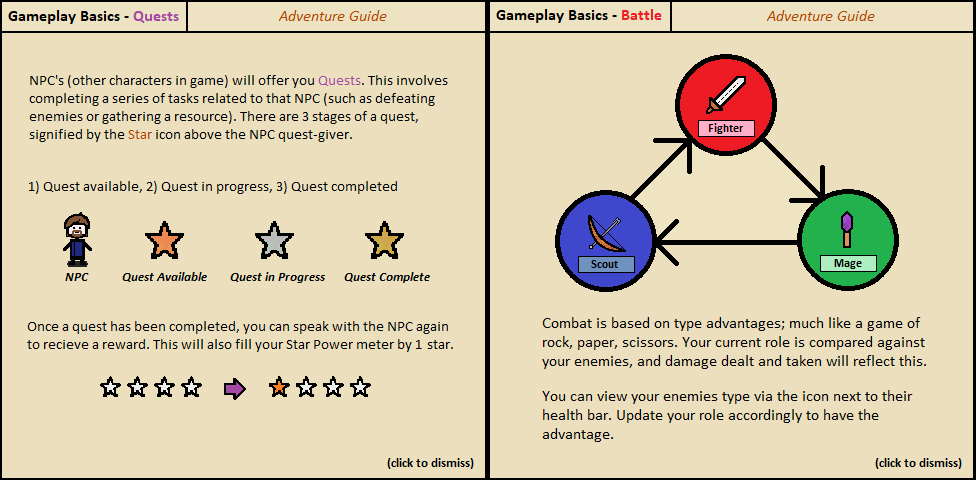 Gameplay Basics - Quests
Adventure Guide
NPC's (other characters in game) will offer you Quests. This involves
completing a series of tasks related to that NPC (such as defeating
enemies or gathering a resource). There are 3 stages of a quest,
signified by the Star icon above the NPC quest-giver.
1) Quest available, 2) Quest in progress, 3) Quest completed
NPC
Quest Available
Quest in Progress
Quest Complete
Once a quest has been completed, you can speak with the NPC again
to recieve a reward. This will also fill your Star Power meter by 1 star.
(click to dismiss)
Gameplay Basics - Battle
Adventure Guide
Fighter
Scout
Mage
Combat is based on type advantages; much like a game of
rock, paper, scissors. Your current role is compared against
your enemies, and damage dealt and taken will reflect this.
You can view your enemies type via the icon next to their
health bar. Update your role accordingly to have the
advantage.
(click to dismiss)